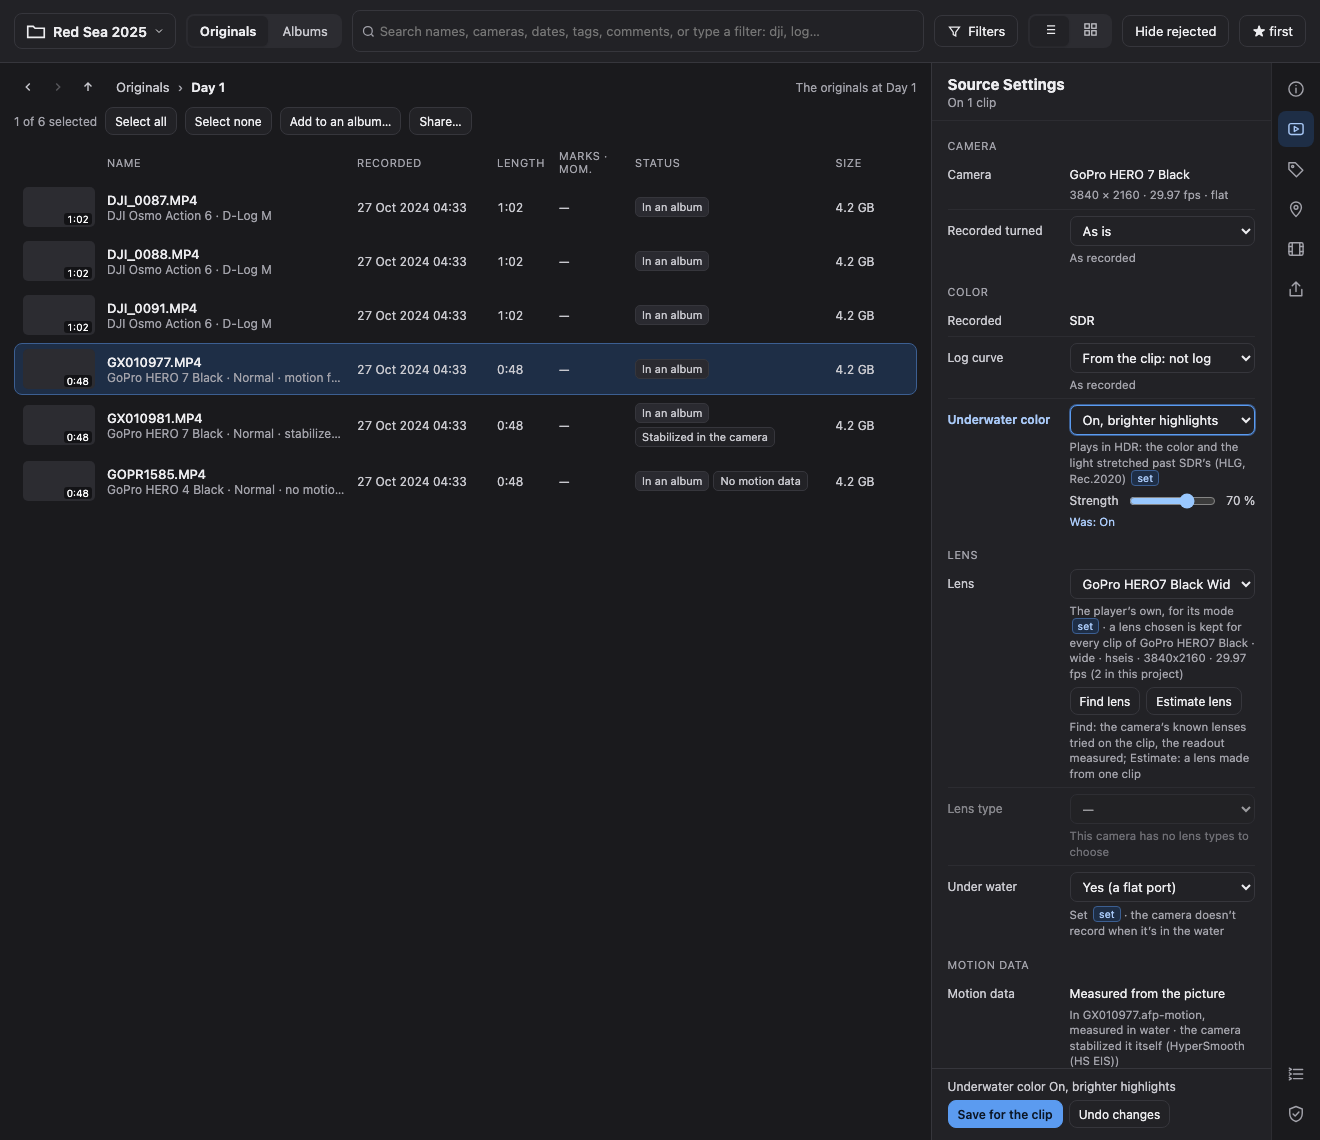 Red Sea 2025
Originals
Albums
Search names, cameras, dates, tags, comments, or type a filter: dji, log...
Filters
Hide rejected
★ first
Originals › Day 1
The originals at Day 1
1 of 6 selected
Select all
Select none
Add to an album...
Share...
NAME
RECORDED
LENGTH
MARKS · MOM.
STATUS
SIZE
1:02
DJI_0087.MP4
DJI Osmo Action 6 · D-Log M
27 Oct 2024 04:33
1:02
—
In an album
4.2 GB
1:02
DJI_0088.MP4
DJI Osmo Action 6 · D-Log M
27 Oct 2024 04:33
1:02
—
In an album
4.2 GB
1:02
DJI_0091.MP4
DJI Osmo Action 6 · D-Log M
27 Oct 2024 04:33
1:02
—
In an album
4.2 GB
0:48
GX010977.MP4
GoPro HERO 7 Black · Normal · motion f...
27 Oct 2024 04:33
0:48
—
In an album
4.2 GB
0:48
GX010981.MP4
GoPro HERO 7 Black · Normal · stabilize...
27 Oct 2024 04:33
0:48
—
In an album
Stabilized in the camera
4.2 GB
0:48
GOPR1585.MP4
GoPro HERO 4 Black · Normal · no motio...
27 Oct 2024 04:33
0:48
—
In an album
No motion data
4.2 GB
Source Settings
On 1 clip
CAMERA
Camera
GoPro HERO 7 Black
3840 × 2160 · 29.97 fps · flat
Recorded turned
As is
As recorded
COLOR
Recorded
SDR
Log curve
From the clip: not log
As recorded
Underwater color
On, brighter highlights
Plays in HDR: the color and the
light stretched past SDR's (HLG,
Rec.2020) set
Strength
70 %
Was: On
LENS
Lens
GoPro HERO7 Black Wid
The player's own, for its mode
set · a lens chosen is kept for
every clip of GoPro HERO7 Black ·
wide · hseis · 3840x2160 · 29.97
fps (2 in this project)
Find lens
Estimate lens
Find: the camera's known lenses
tried on the clip, the readout
measured; Estimate: a lens made
from one clip
Lens type
—
This camera has no lens types to
choose
Under water
Yes (a flat port)
Set set · the camera doesn't
record when it's in the water
MOTION DATA
Motion data
Measured from the picture
In GX010977.afp-motion,
measured in water · the camera
stabilized it itself (HyperSmooth
(HS EIS))
Underwater color On, brighter highlights
Save for the clip
Undo changes